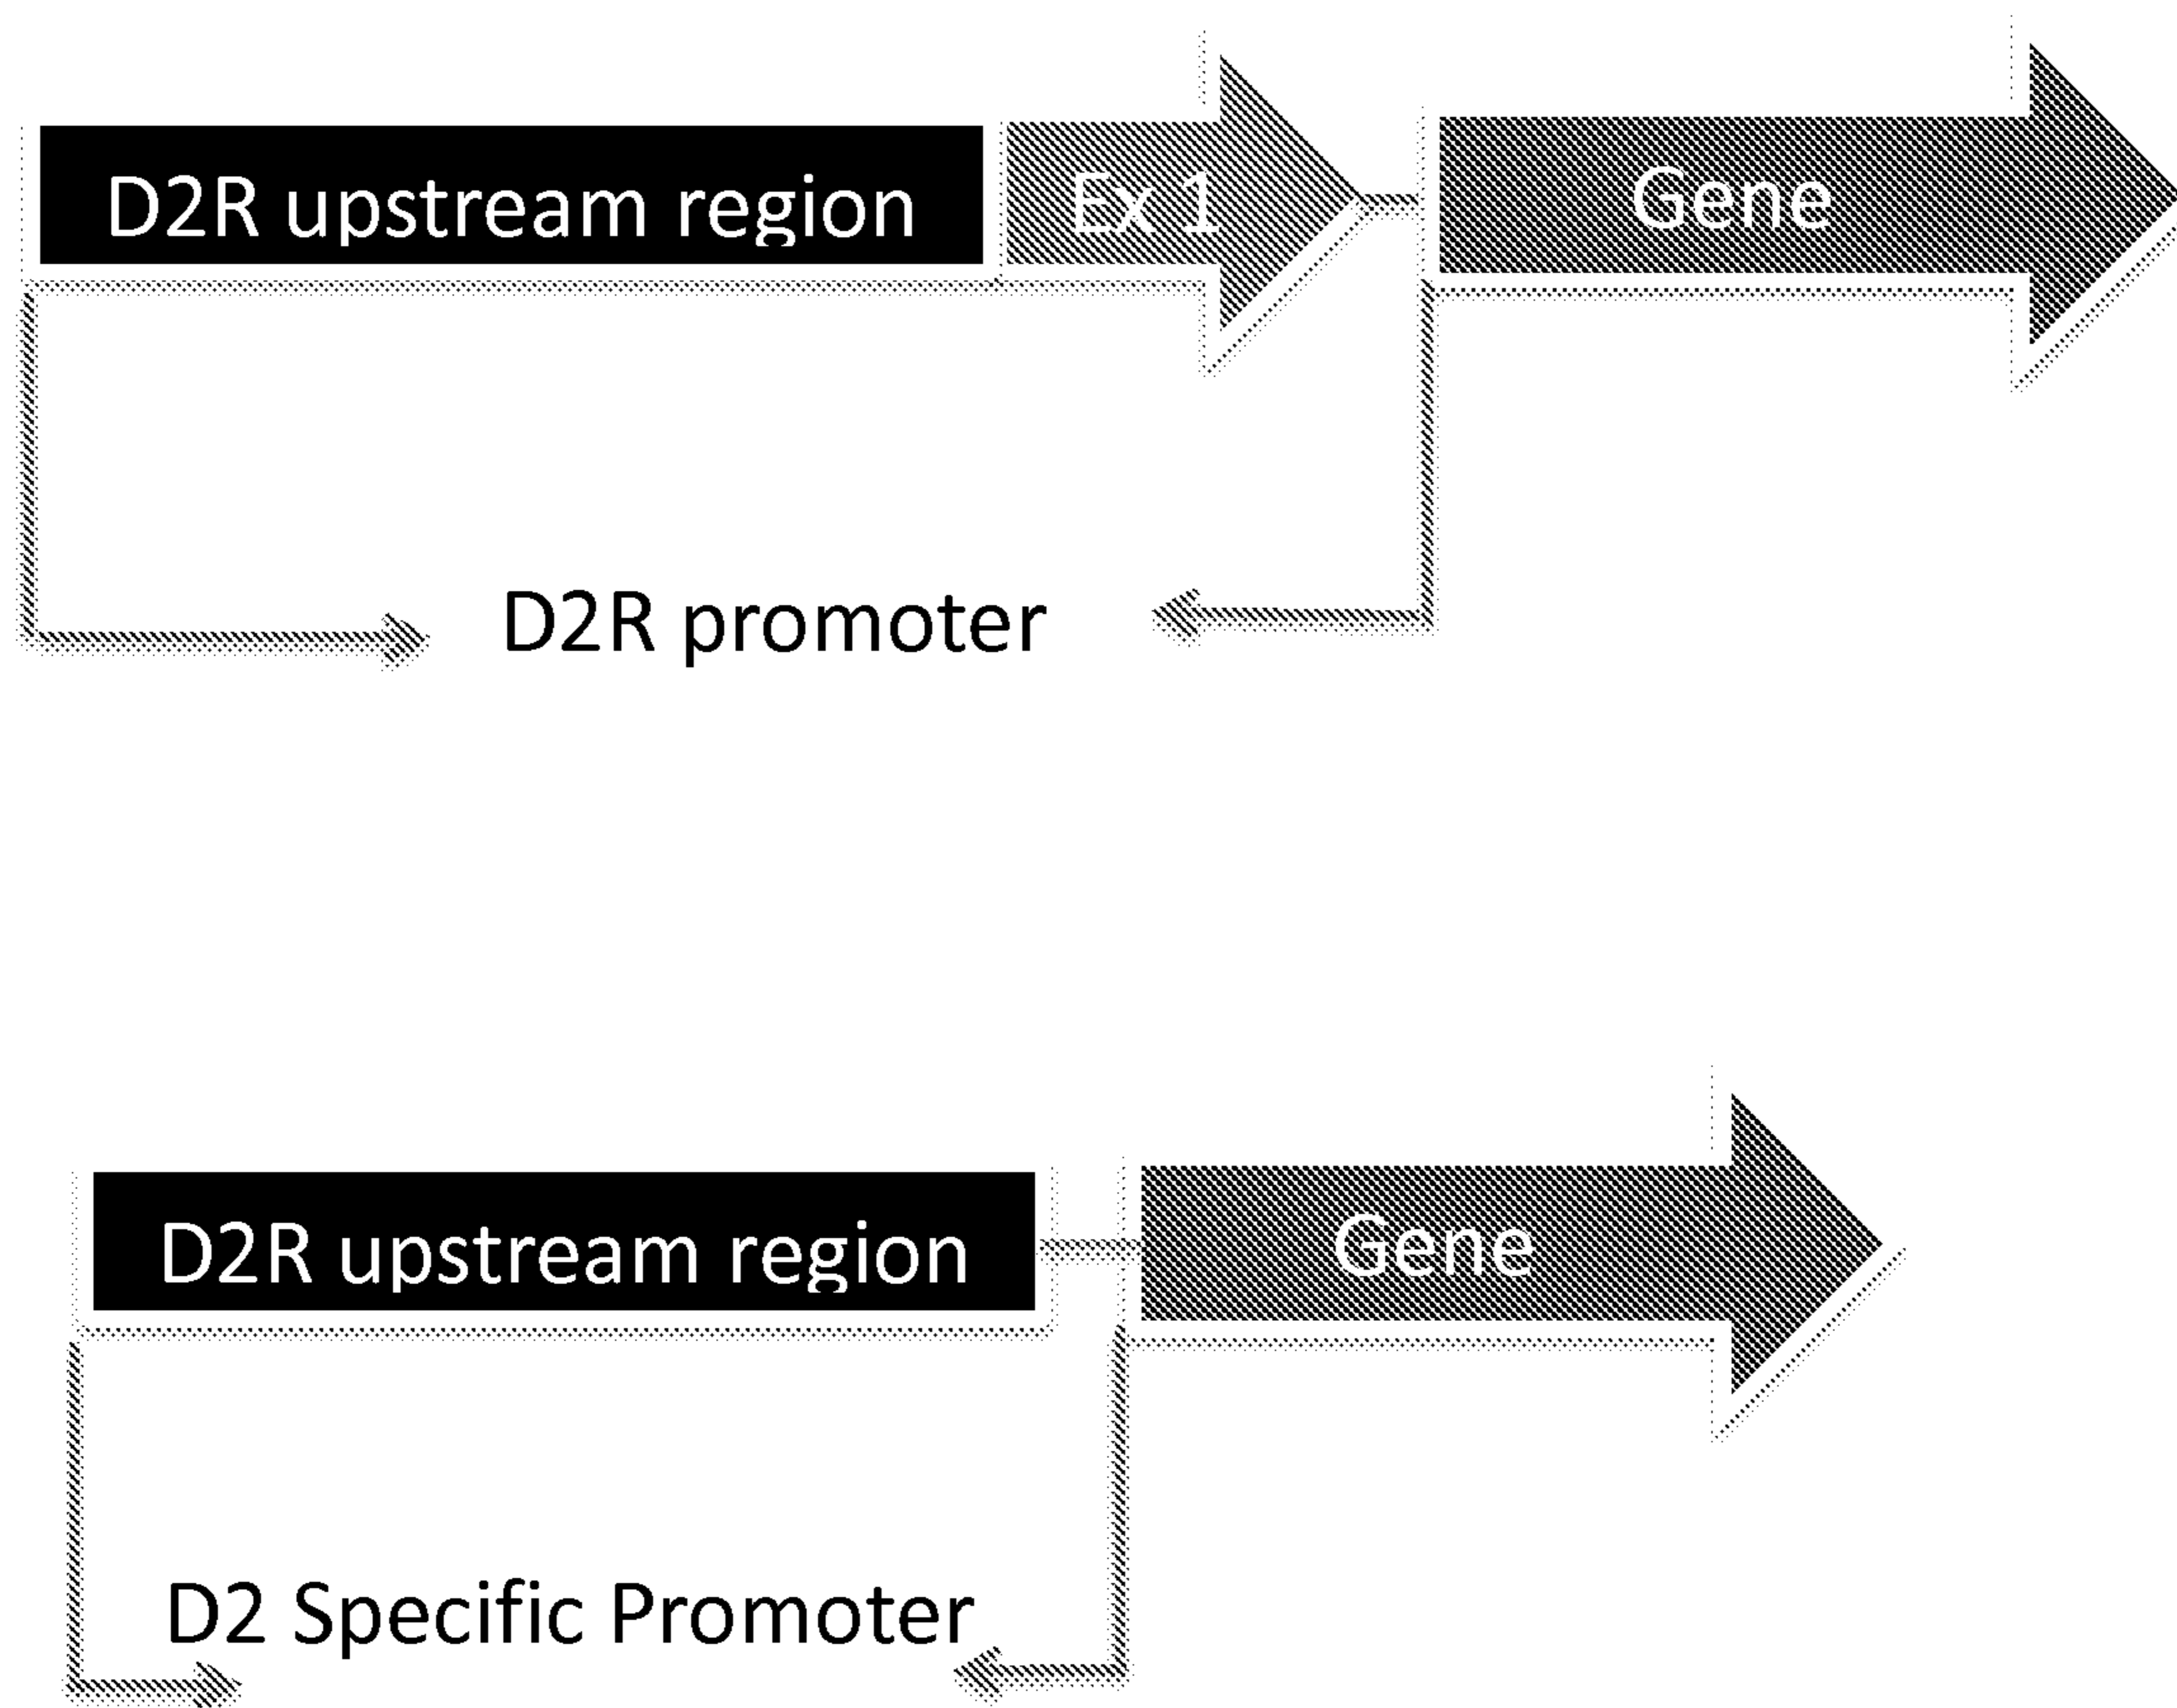 D2R upstream region
Ex 1
Gene
D2R promoter
D2R upstream region
Gene
D2 Specific Promoter